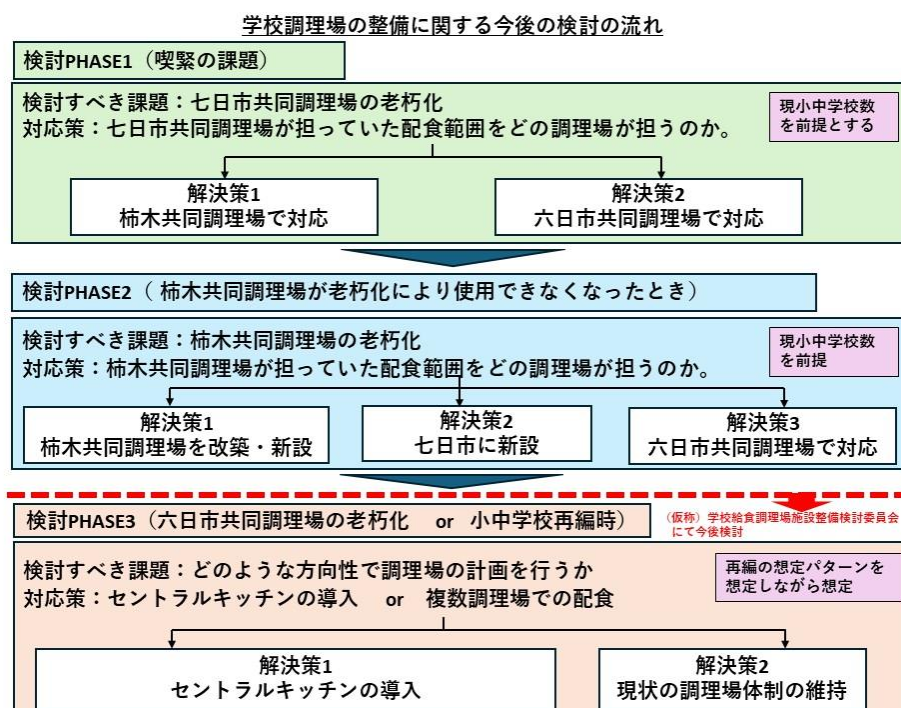 学校調理場の整備に関する今後の検討の流れ
検討PHASE1（喫緊の課題）
検討すべき課題：七日市共同調理場の老朽化
対応策：七日市共同調理場が担っていた配食範囲をどの調理場が担うのか。
現小中学校数
を前提とする
解決策1
柿木共同調理場で対応
解決策2
六日市共同調理場で対応
検討PHASE2（ 柿木共同調理場が老朽化により使用できなくなったとき）
検討すべき課題：柿木共同調理場の老朽化
対応策：柿木共同調理場が担っていた配食範囲をどの調理場が担うのか。
現小中学校数
を前提
解決策1
柿木共同調理場を改築・新設
解決策2
七日市に新設
解決策3
六日市共同調理場で対応
検討PHASE3（六日市共同調理場の老朽化　or　小中学校再編時）
（仮称）学校給食調理場施設整備検討委員会
にて今後検討
検討すべき課題：どのような方向性で調理場の計画を行うか
対応策：セントラルキッチンの導入　or　複数調理場での配食
再編の想定パターンを
想定しながら想定
解決策1
セントラルキッチンの導入
解決策2
現状の調理場体制の維持